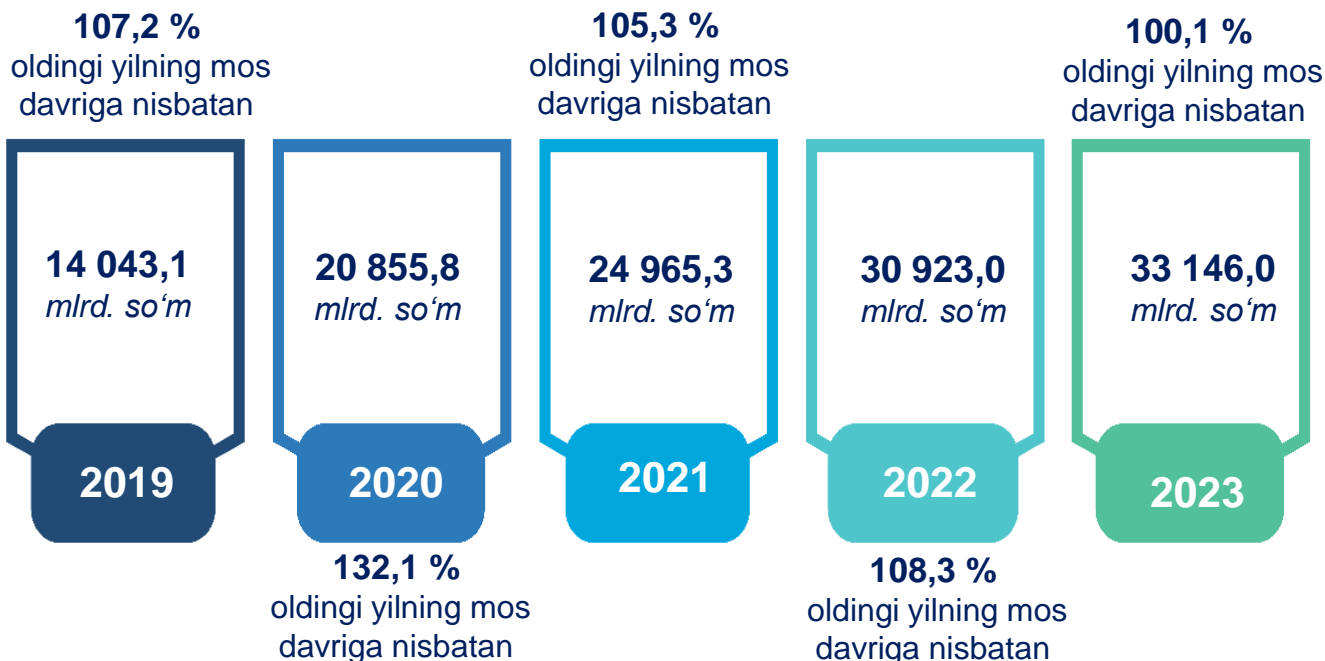 107,2 %
oldingi yilning mos
davriga nisbatan
105,3 %
oldingi yilning mos
davriga nisbatan
100,1 %
oldingi yilning mos
davriga nisbatan
14 043,1
mlrd. so‘m
20 855,8
mlrd. so‘m
24 965,3
mlrd. so‘m
30 923,0
mlrd. so‘m
33 146,0
mlrd. so‘m
2019
2020
2021
2022
2023
132,1 %
oldingi yilning mos
davriga nisbatan
108,3 %
oldingi yilning mos
davriga nisbatan